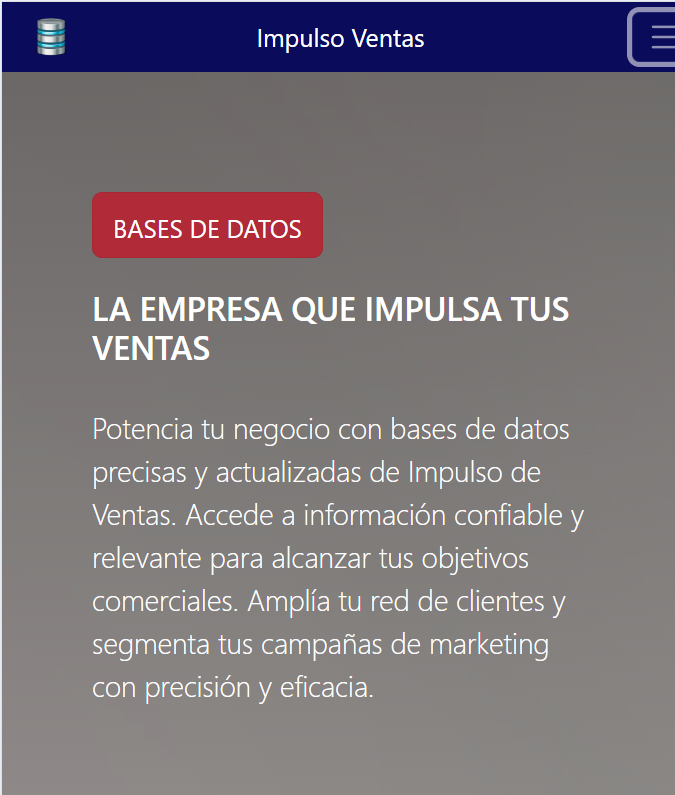 Impulso Ventas
BASES DE DATOS
LA EMPRESA QUE IMPULSA TUS
VENTAS
Potencia tu negocio con bases de datos
precisas y actualizadas de Impulso de
Ventas. Accede a información confiable y
relevante para alcanzar tus objetivos
comerciales. Amplía tu red de clientes y
segmenta tus campañas de marketing
con precisión y eficacia.